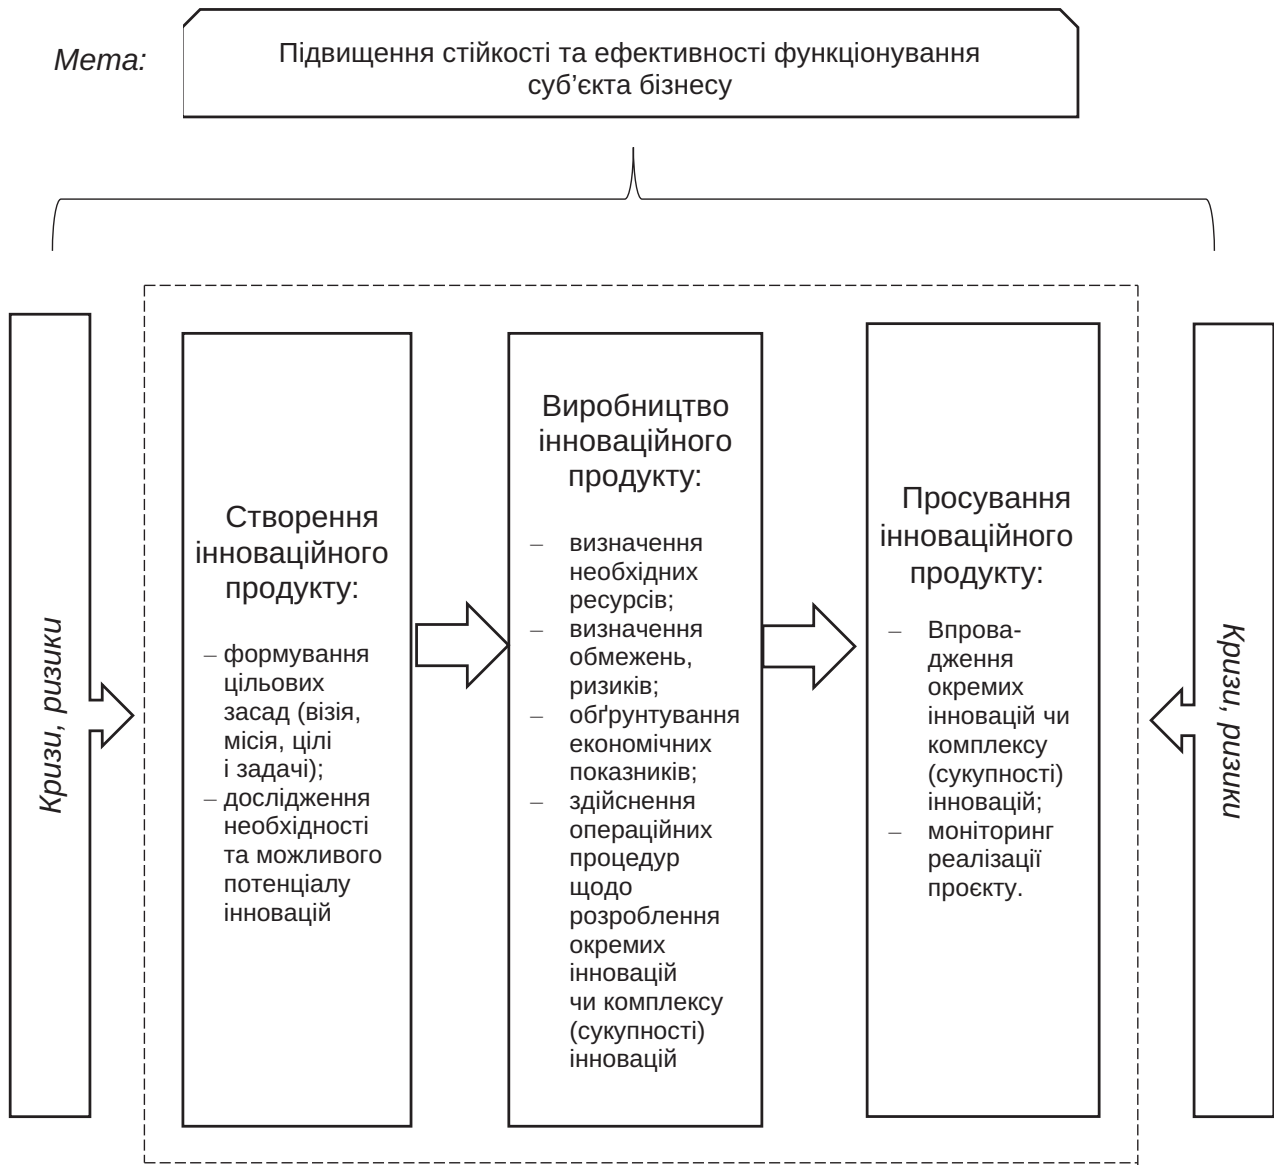 Мета:
Підвищення стійкості та ефективності функціонування
суб’єкта бізнесу
Кризи, ризики
Створення
інноваційного
продукту:
– формування
цільових
засад (візія,
місія, цілі
і задачі);
– дослідження
необхідності
та можливого
потенціалу
інновацій
Виробництво
інноваційного
продукту:
– визначення
необхідних
ресурсів;
– визначення
обмежень,
ризиків;
– обґрунтування
економічних
показників;
– здійснення
операційних
процедур
щодо
розроблення
окремих
інновацій
чи комплексу
(сукупності)
інновацій
Просування
інноваційного
продукту:
– Впрова-
дження
окремих
інновацій чи
комплексу
(сукупності)
інновацій;
– моніторинг
реалізації
проєкту.
Кризи, ризики